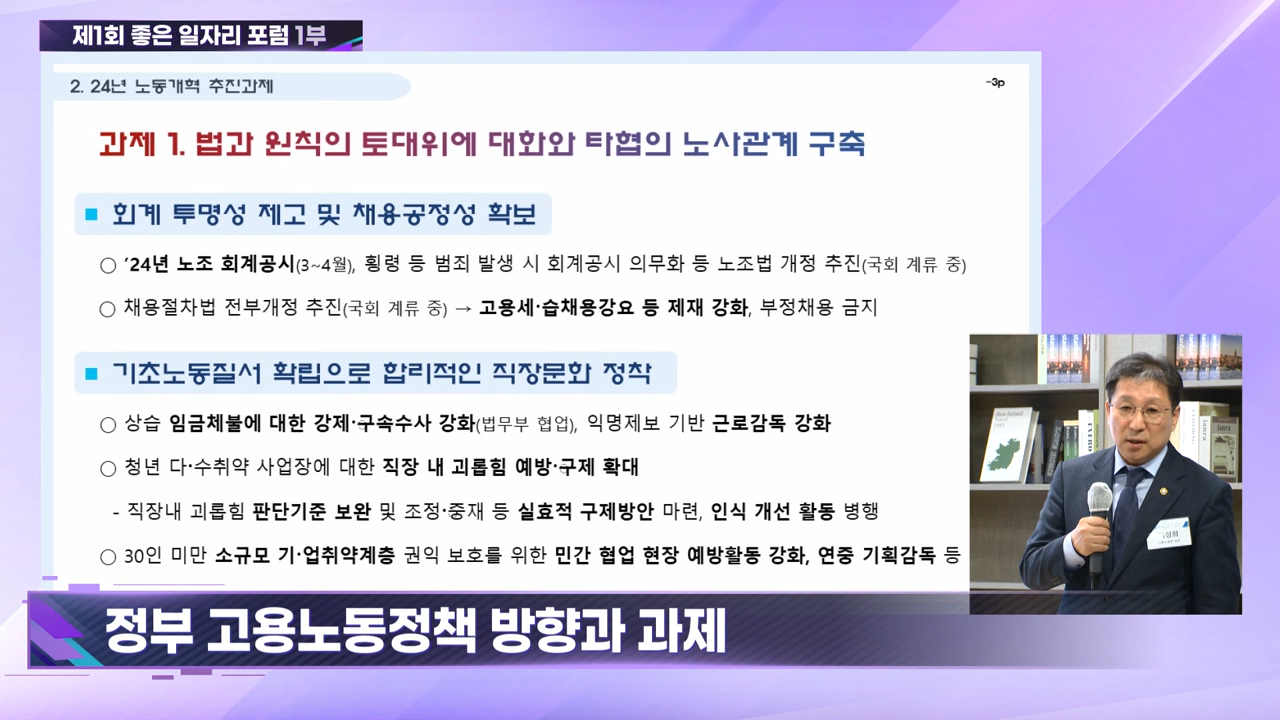 제1회 좋은 일자리 포럼 1부
2. 24년 노동개혁 추진과제
-3p
과제 1. 법과 원칙의 토대위에 대화와 타협의 노사관계 구축
■ 회계 투명성 제고 및 채용공정성 확보
○ ’24년 노조 회계공시(3~4월), 횡령 등 범죄 발생 시 회계공시 의무화 등 노조법 개정 추진(국회 계류 중)
○ 채용절차법 전부개정 추진(국회 계류 중) → 고용세·습채용강요 등 제재 강화, 부정채용 금지
■ 기초노동질서 확립으로 합리적인 직장문화 정착
○ 상습 임금체불에 대한 강제·구속수사 강화(법무부 협업), 익명제보 기반 근로감독 강화
○ 청년 다·수취약 사업장에 대한 직장 내 괴롭힘 예방·구제 확대
- 직장내 괴롭힘 판단기준 보완 및 조정·중재 등 실효적 구제방안 마련, 인식 개선 활동 병행
○ 30인 미만 소규모 기·업취약계층 권익 보호를 위한 민간 협업 현장 예방활동 강화, 연중 기획감독 등
정부 고용노동정책 방향과 과제